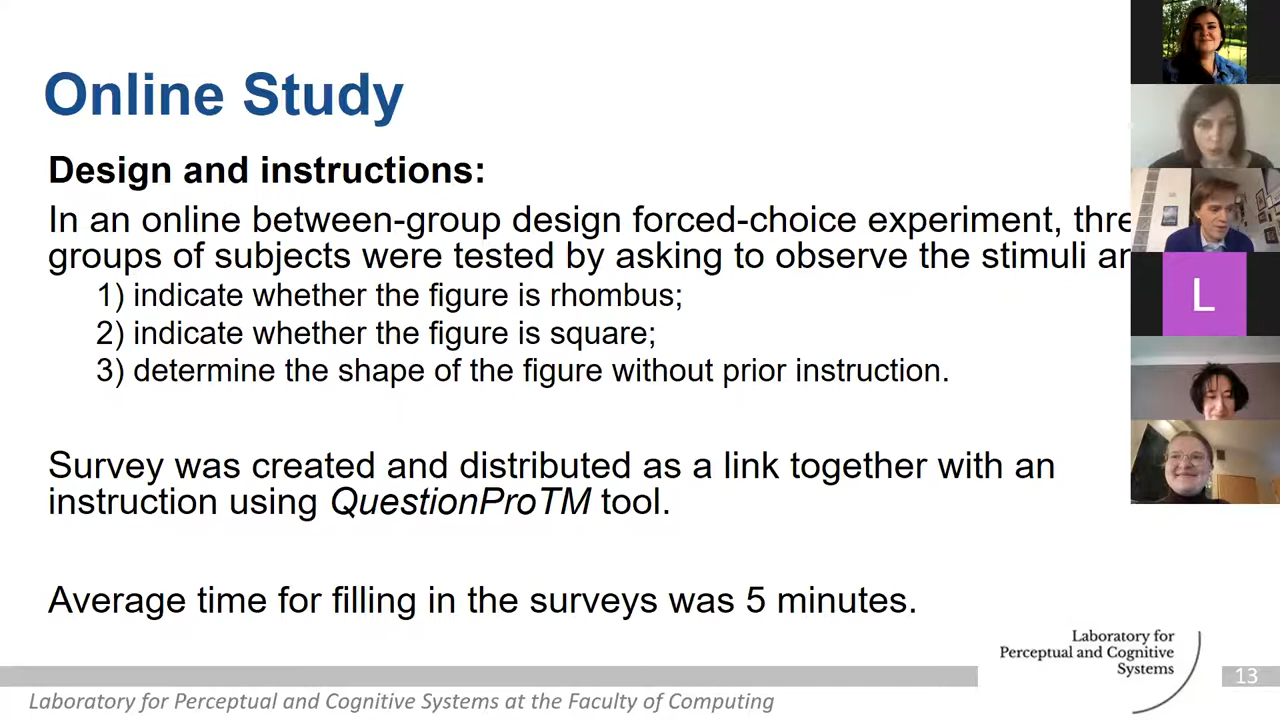 Online Study
Design and instructions:
In an online between-group design forced-choice experiment,
groups of subjects were tested by asking to observe the stimuli
1) indicate whether the figure is rhombus;
2) indicate whether the figure is square;
3) determine the shape of the figure without prior instruction.
Survey was created and distributed as a link together with an
instruction using QuestionProTM tool.
Average time for filling in the surveys was 5 minutes.
L
Laboratory for
Perceptual and Cognitive
Systems
13
Laboratory for Perceptual and Cognitive Systems at the Faculty of Computing